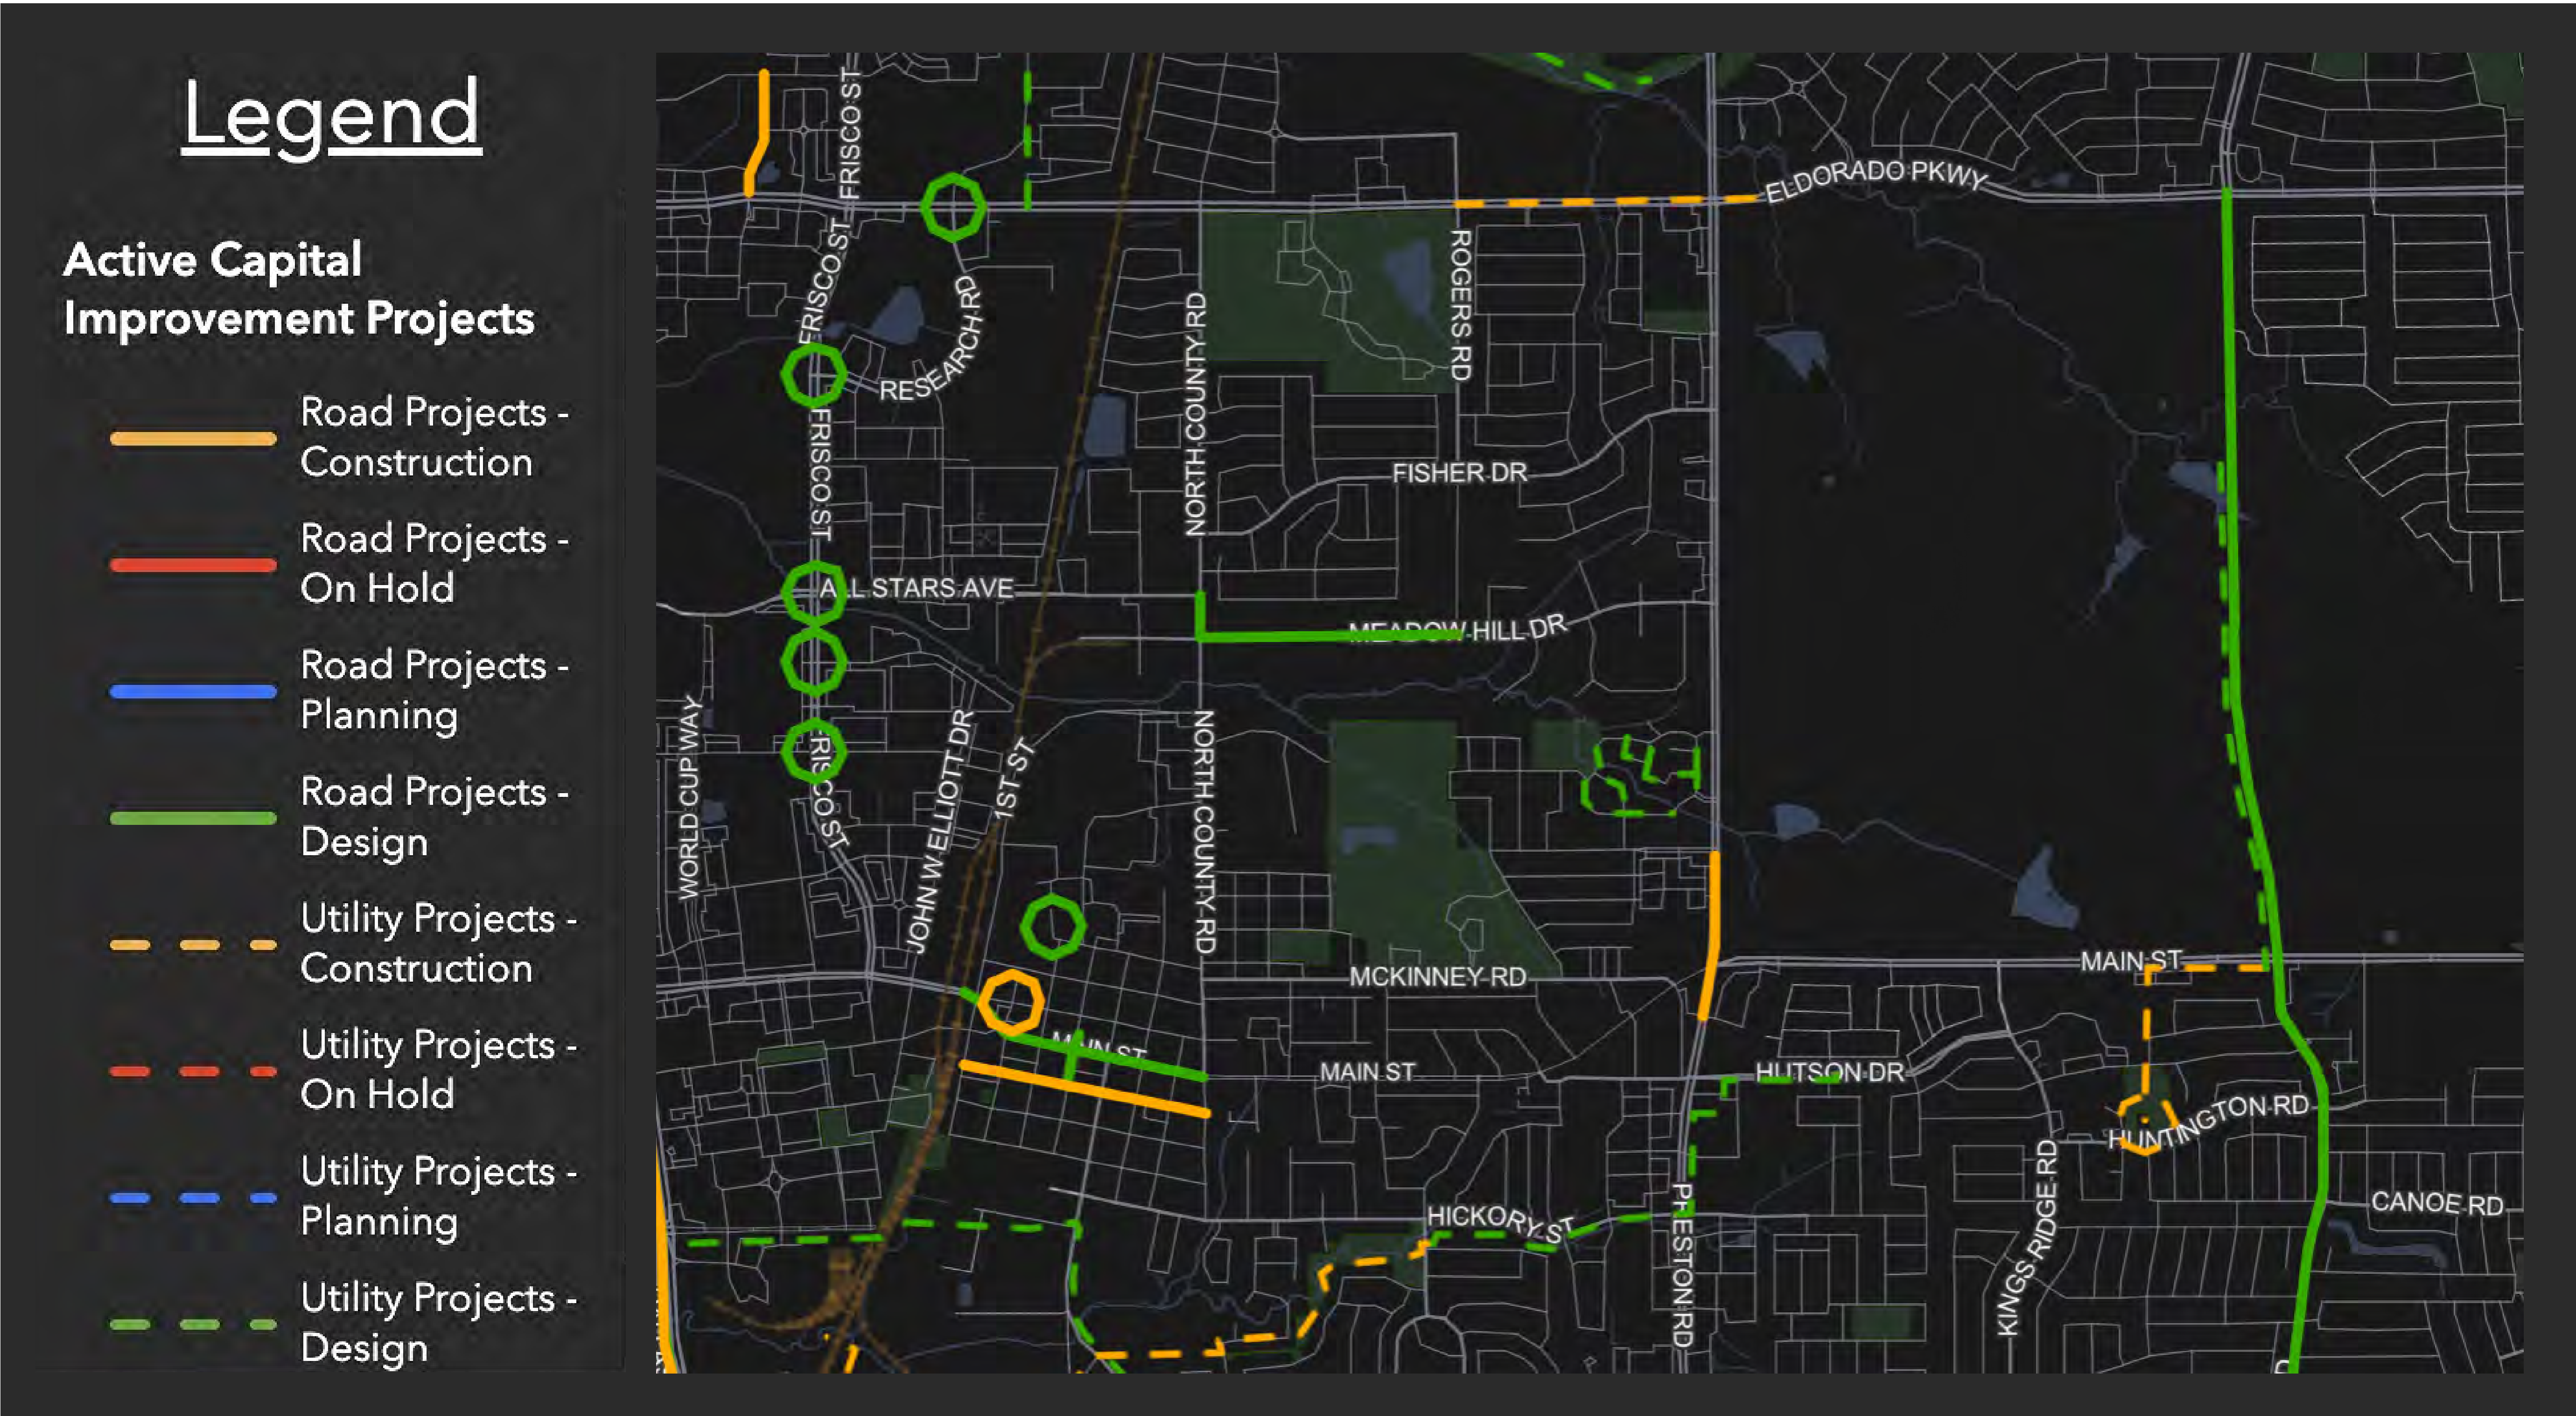 Legend
Active Capital
Improvement Projects
Road Projects -
Construction
Road Projects -
On Hold
Road Projects -
Planning
Road Projects -
Design
Utility Projects -
Construction
Utility Projects -
On Hold
Utility Projects -
Planning
Utility Projects -
Design
FRISCO ST
ELDORADO PKWY
FRISCO ST
RESEARCH RD
NORTH COUNTY RD
ROGERS RD
FRISCO ST
FISHER DR
ALL STARS AVE
MEADOW HILL DR
WORLD CUP WAY
FRISCO ST
JOHN W ELLIOTT DR
1ST ST
NORTH COUNTY RD
MCKINNEY RD
MAIN ST
MAIN ST
MAIN ST
HUTSON DR
HUNTINGTON RD
KINGS RIDGE RD
PRESTON RD
HICKORY ST
CANOE RD